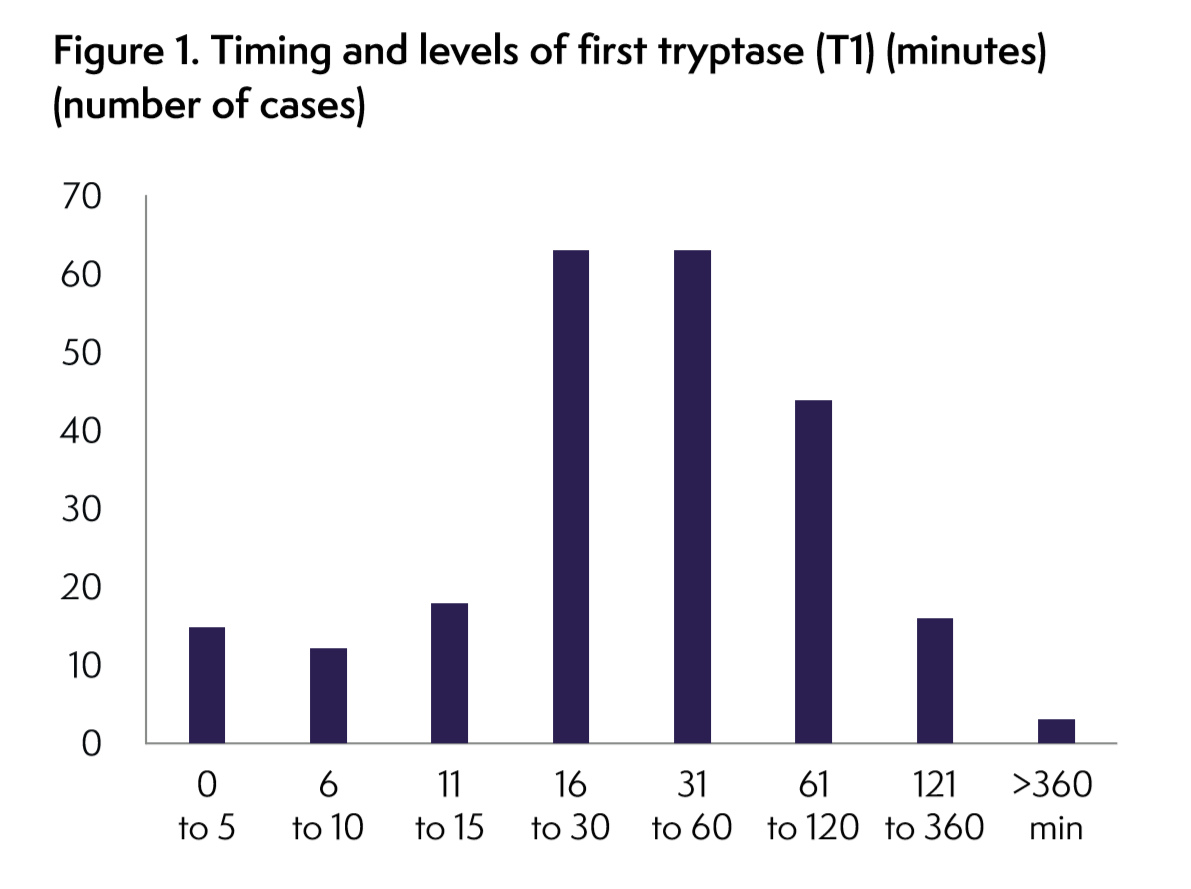 Figure 1. Timing and levels of first tryptase (T1) (minutes)
(number of cases)
70
60
50
40
30
20
10
0
0 6 11 16 31 61 121 >360
to 5 to 10 to 15 to 30 to 60 to 120 to 360 min